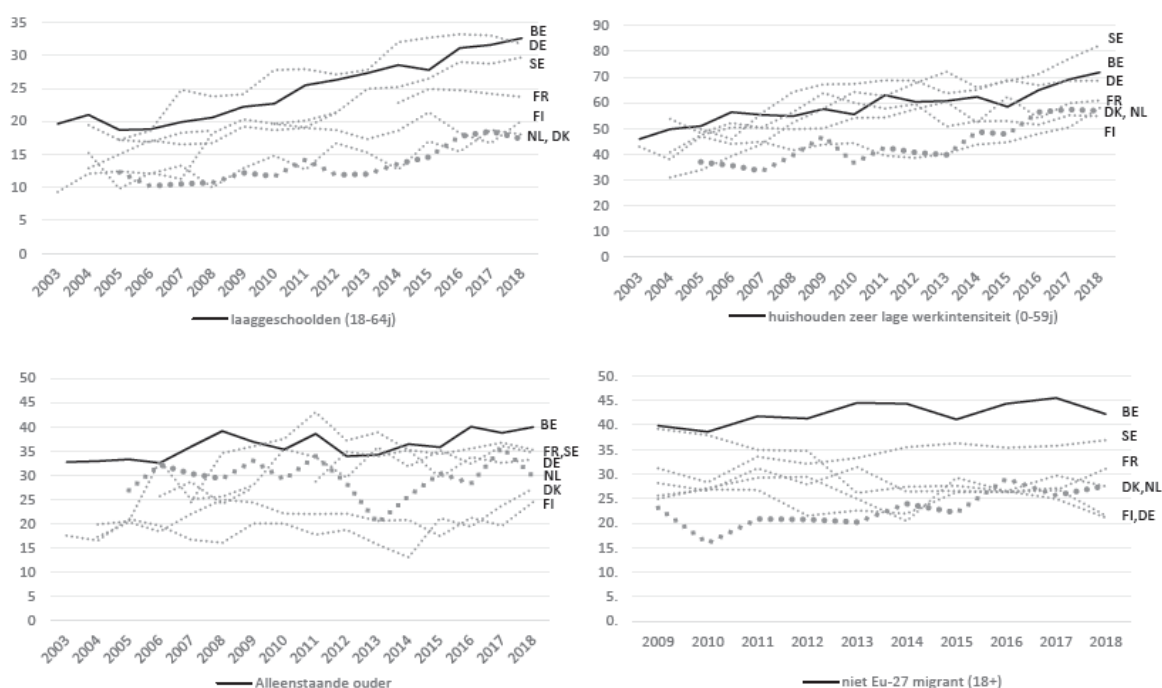 35
30
25
20
15
10
5
0
BE
DE
SE
FR
FI
NL, DK
2003 2004 2005 2006 2007 2008 2009 2010 2011 2012 2013 2014 2015 2016 2017 2018
laaggeschoolden (18-64j)
90
80
70
60
50
40
30
20
10
0
SE
BE
DE
FR
DK, NL
FI
2003 2004 2005 2006 2007 2008 2009 2010 2011 2012 2013 2014 2015 2016 2017 2018
huishouden zeer lage werkintensiteit (0-59j)
50
45
40
35
30
25
20
15
10
5
0
BE
FR,SE
DE
NL
DK
FI
2003 2004 2005 2006 2007 2008 2009 2010 2011 2012 2013 2014 2015 2016 2017 2018
Alleenstaande ouder
50.
45.
40.
35.
30.
25.
20.
15.
10.
5.
0.
BE
SE
FR
DK,NL
FI,DE
2009 2010 2011 2012 2013 2014 2015 2016 2017 2018
niet Eu-27 migrant (18+)